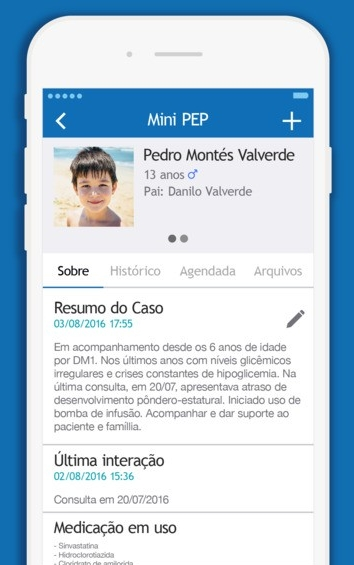 Mini PEP
Pedro Montés Valverde
13 anos ♂
Pai: Danilo Valverde
Sobre Histórico Agendada Arquivos
Resumo do Caso
03/08/2016 17:55
Em acompanhamento desde os 6 anos de idade
por DM1. Nos últimos anos com níveis glicêmicos
irregulares e crises constantes de hipoglicemia. Na
última consulta, em 20/07, apresentava atraso de
desenvolvimento pôndero-estatural. Iniciado uso de
bomba de infusão. Acompanhar e dar suporte ao
paciente e famíllia.
Última interação
02/08/2016 15:36
Consulta em 20/07/2016
Medicação em uso
- Sinvastatina
- Hidroclorotiazida
- Cloridrato de amilorida